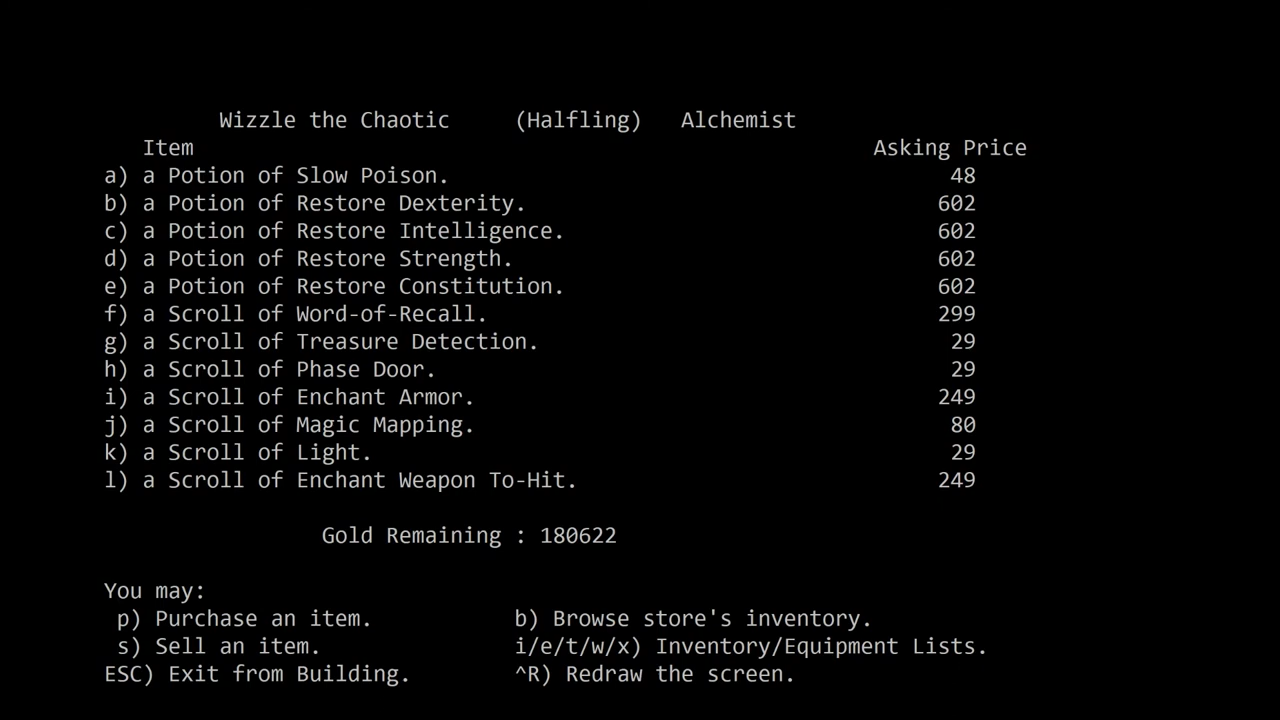 Wizzle the Chaotic     (Halfling)   Alchemist
Item                                                     Asking Price
a) a Potion of Slow Poison.                                       48
b) a Potion of Restore Dexterity.                                602
c) a Potion of Restore Intelligence.                             602
d) a Potion of Restore Strength.                                 602
e) a Potion of Restore Constitution.                             602
f) a Scroll of Word-of-Recall.                                   299
g) a Scroll of Treasure Detection.                                29
h) a Scroll of Phase Door.                                        29
i) a Scroll of Enchant Armor.                                    249
j) a Scroll of Magic Mapping.                                     80
k) a Scroll of Light.                                             29
l) a Scroll of Enchant Weapon To-Hit.                            249
Gold Remaining : 180622
You may:
p) Purchase an item.           b) Browse store's inventory.
s) Sell an item.               i/e/t/w/x) Inventory/Equipment Lists.
ESC) Exit from Building.        ^R) Redraw the screen.